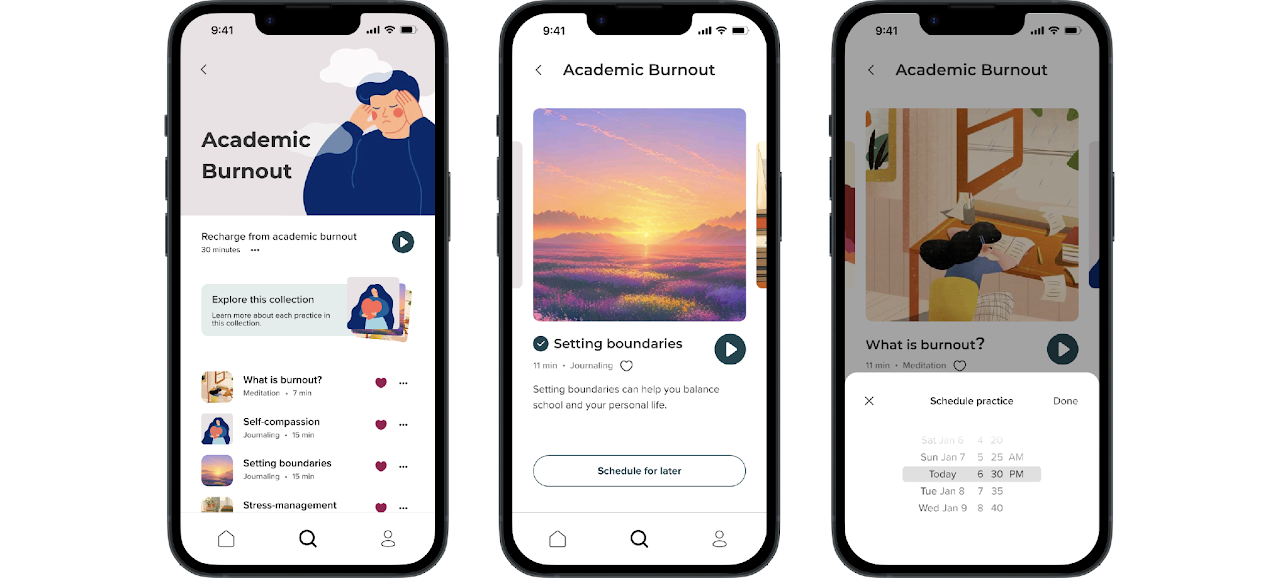 9:41
Academic
Burnout
Recharge from academic burnout
30 minutes •••
Explore this collection
Learn more about each practice in
this collection.
What is burnout?
Meditation • 7 min
Self-compassion
Journaling • 15 min
Setting boundaries
Journaling • 15 min
Stress-management
9:41
Academic Burnout
Setting boundaries
11 min • Journaling
Setting boundaries can help you balance
school and your personal life.
Schedule for later
9:41
Academic Burnout
What is burnout?
11 min • Meditation
Schedule practice Done
Sat Jan 6 4 20
Sun Jan 7 5 25 AM
Today 6 30 PM
Tue Jan 8 7 35
Wed Jan 9 8 40